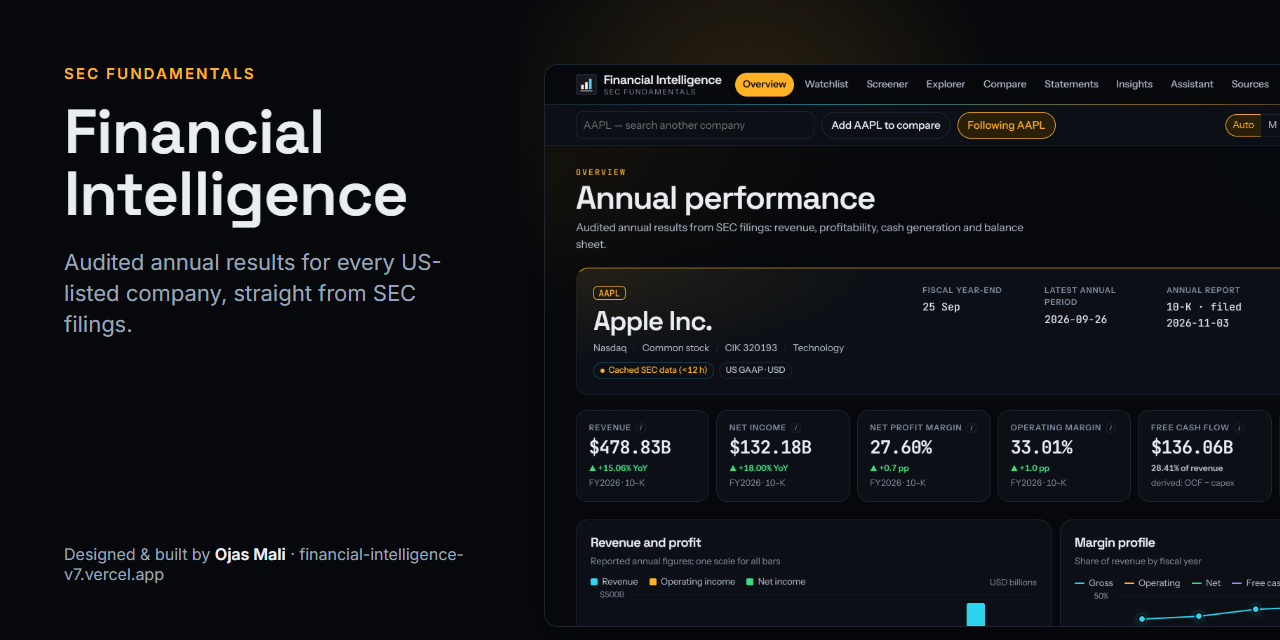 SEC FUNDAMENTALS
Financial
Intelligence
Audited annual results for every US-
listed company, straight from SEC
filings.
Designed & built by Ojas Mali · financial-intelligence-
v7.vercel.app
Financial Intelligence
SEC FUNDAMENTALS
Overview Watchlist Screener Explorer Compare Statements Insights Assistant Sources
AAPL — search another company Add AAPL to compare Following AAPL Auto M
OVERVIEW
Annual performance
Audited annual results from SEC filings: revenue, profitability, cash generation and balance
sheet.
AAPL
Apple Inc.
Nasdaq / Common stock / CIK 320193 / Technology
● Cached SEC data (<12 h) US GAAP · USD
FISCAL YEAR-END
25 Sep
LATEST ANNUAL
PERIOD
2026-09-26
ANNUAL REPORT
10-K · filed
2026-11-03
REVENUE i
$478.83B
▲ +15.06% YoY
FY2026 · 10-K
NET INCOME i
$132.18B
▲ +18.00% YoY
FY2026 · 10-K
NET PROFIT MARGIN i
27.60%
▲ +0.7 pp
FY2026 · 10-K
OPERATING MARGIN i
33.01%
▲ +1.0 pp
FY2026 · 10-K
FREE CASH FLOW i
$136.06B
28.41% of revenue
derived: OCF − capex
Revenue and profit
Reported annual figures; one scale for all bars
Revenue Operating income Net income USD billions
$500B
Margin profile
Share of revenue by fiscal year
Gross Operating Net Free cas
50%